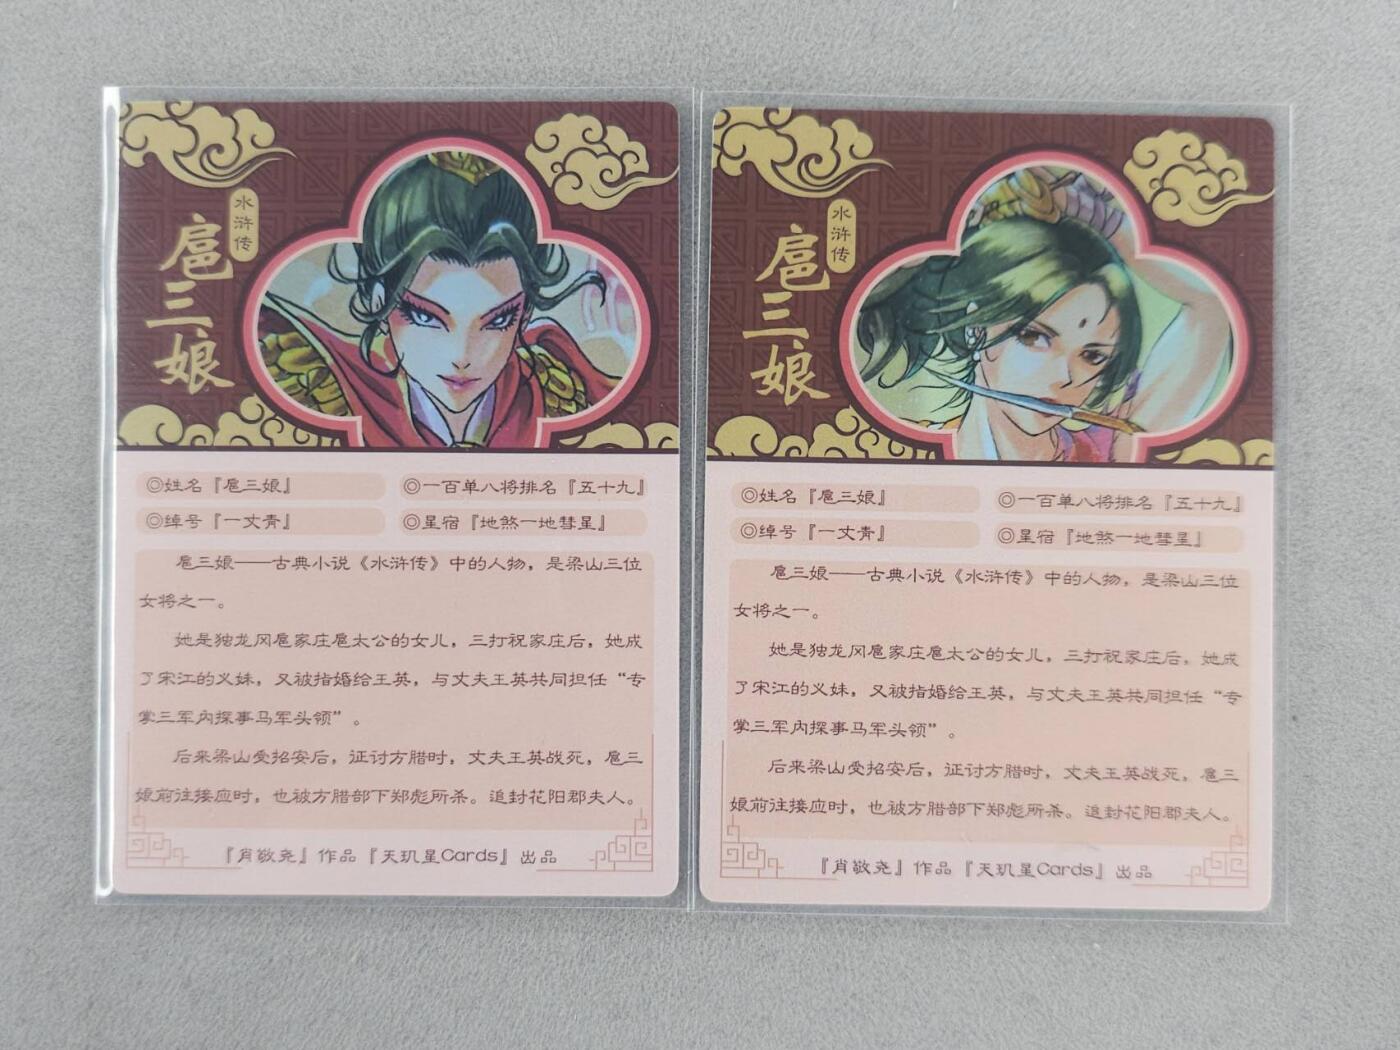 水浒传
扈三娘
◎姓名『扈三娘』
◎一百单八将排名『五十九』
◎绰号『一丈青』
◎星宿『地煞一地彗星』
扈三娘——古典小说《水浒传》中的人物，是梁山三位
女将之一。
她是独龙冈扈家庄扈太公的女儿，三打祝家庄后，她成
了宋江的义妹，又被指婚给王英，与丈夫王英共同担任“专
掌三军内探事马军头领”。
后来梁山受招安后，证讨方腊时，丈夫王英战死，扈三
娘前往接应时，也被方腊部下郑彪所杀。追封花阳郡夫人。
『肖敬尧』作品『天玑星Cards』出品
水浒传
扈三娘
◎姓名『扈三娘』
◎一百单八将排名『五十九』
◎绰号『一丈青』
◎星宿『地煞一地彗星』
扈三娘——古典小说《水浒传》中的人物，是梁山三位
女将之一。
她是独龙冈扈家庄扈太公的女儿，三打祝家庄后，她成
了宋江的义妹，又被指婚给王英，与丈夫王英共同担任“专
掌三军内探事马军头领”。
后来梁山受招安后，证讨方腊时，丈夫王英战死，扈三
娘前往接应时，也被方腊部下郑彪所杀。追封花阳郡夫人。
『肖敬尧』作品『天玑星Cards』出品